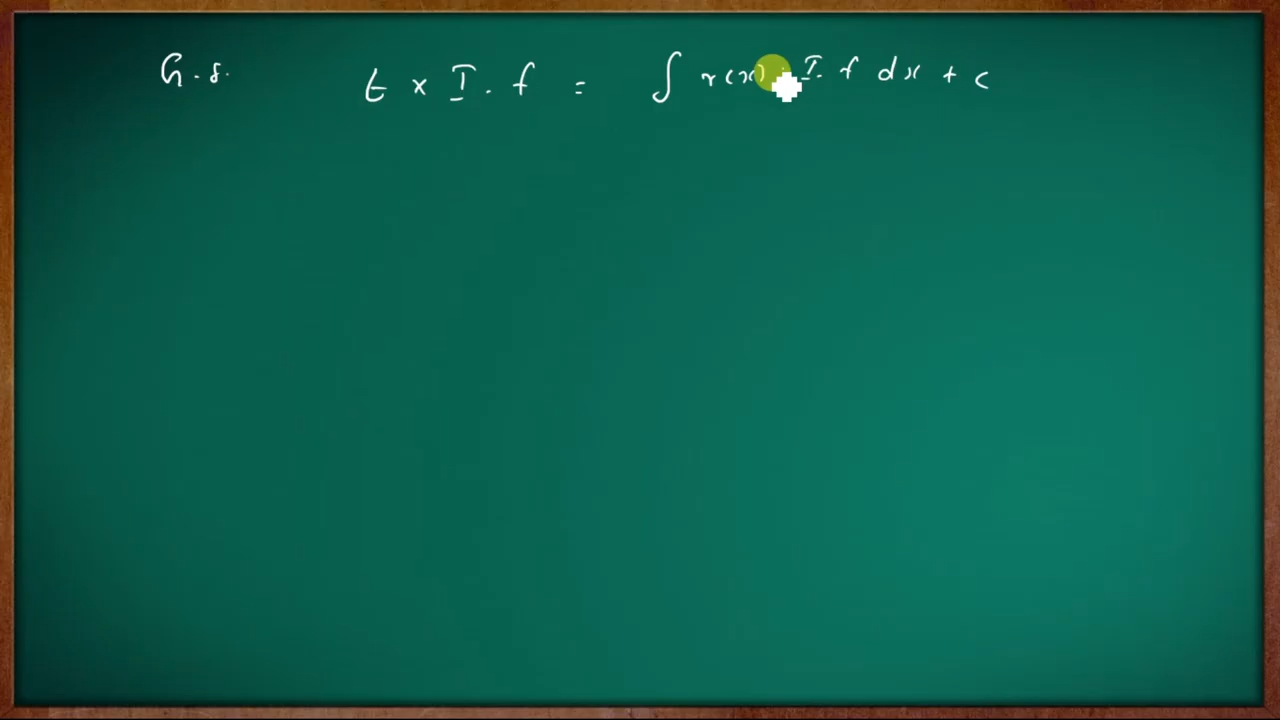 G.S. t × I.f = ∫ r(x) · I.f dx + c